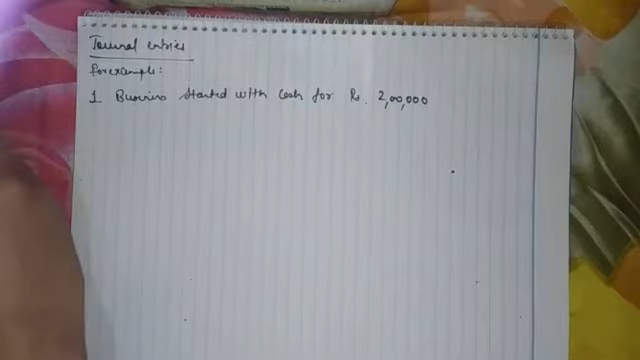 Journal entries
For example:
1 Business started with cash for Rs. 2,00,000